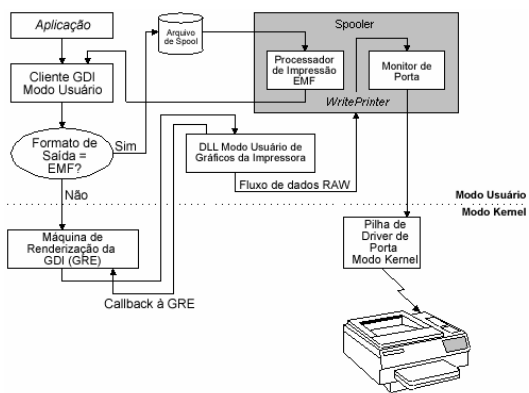 Aplicação
Cliente GDI
Modo Usuário
Formato de
Saída =
EMF?
Sim
Não
Máquina de
Renderização da
GDI (GRE)
Callback à GRE
Arquivo
de Spool
Spooler
Processador
de Impressão
EMF
Monitor de
Porta
WritePrinter
DLL Modo Usuário de
Gráficos da Impressora
Fluxo de dados RAW
Modo Usuário
Modo Kernel
Pilha de
Driver de
Porta
Modo Kernel